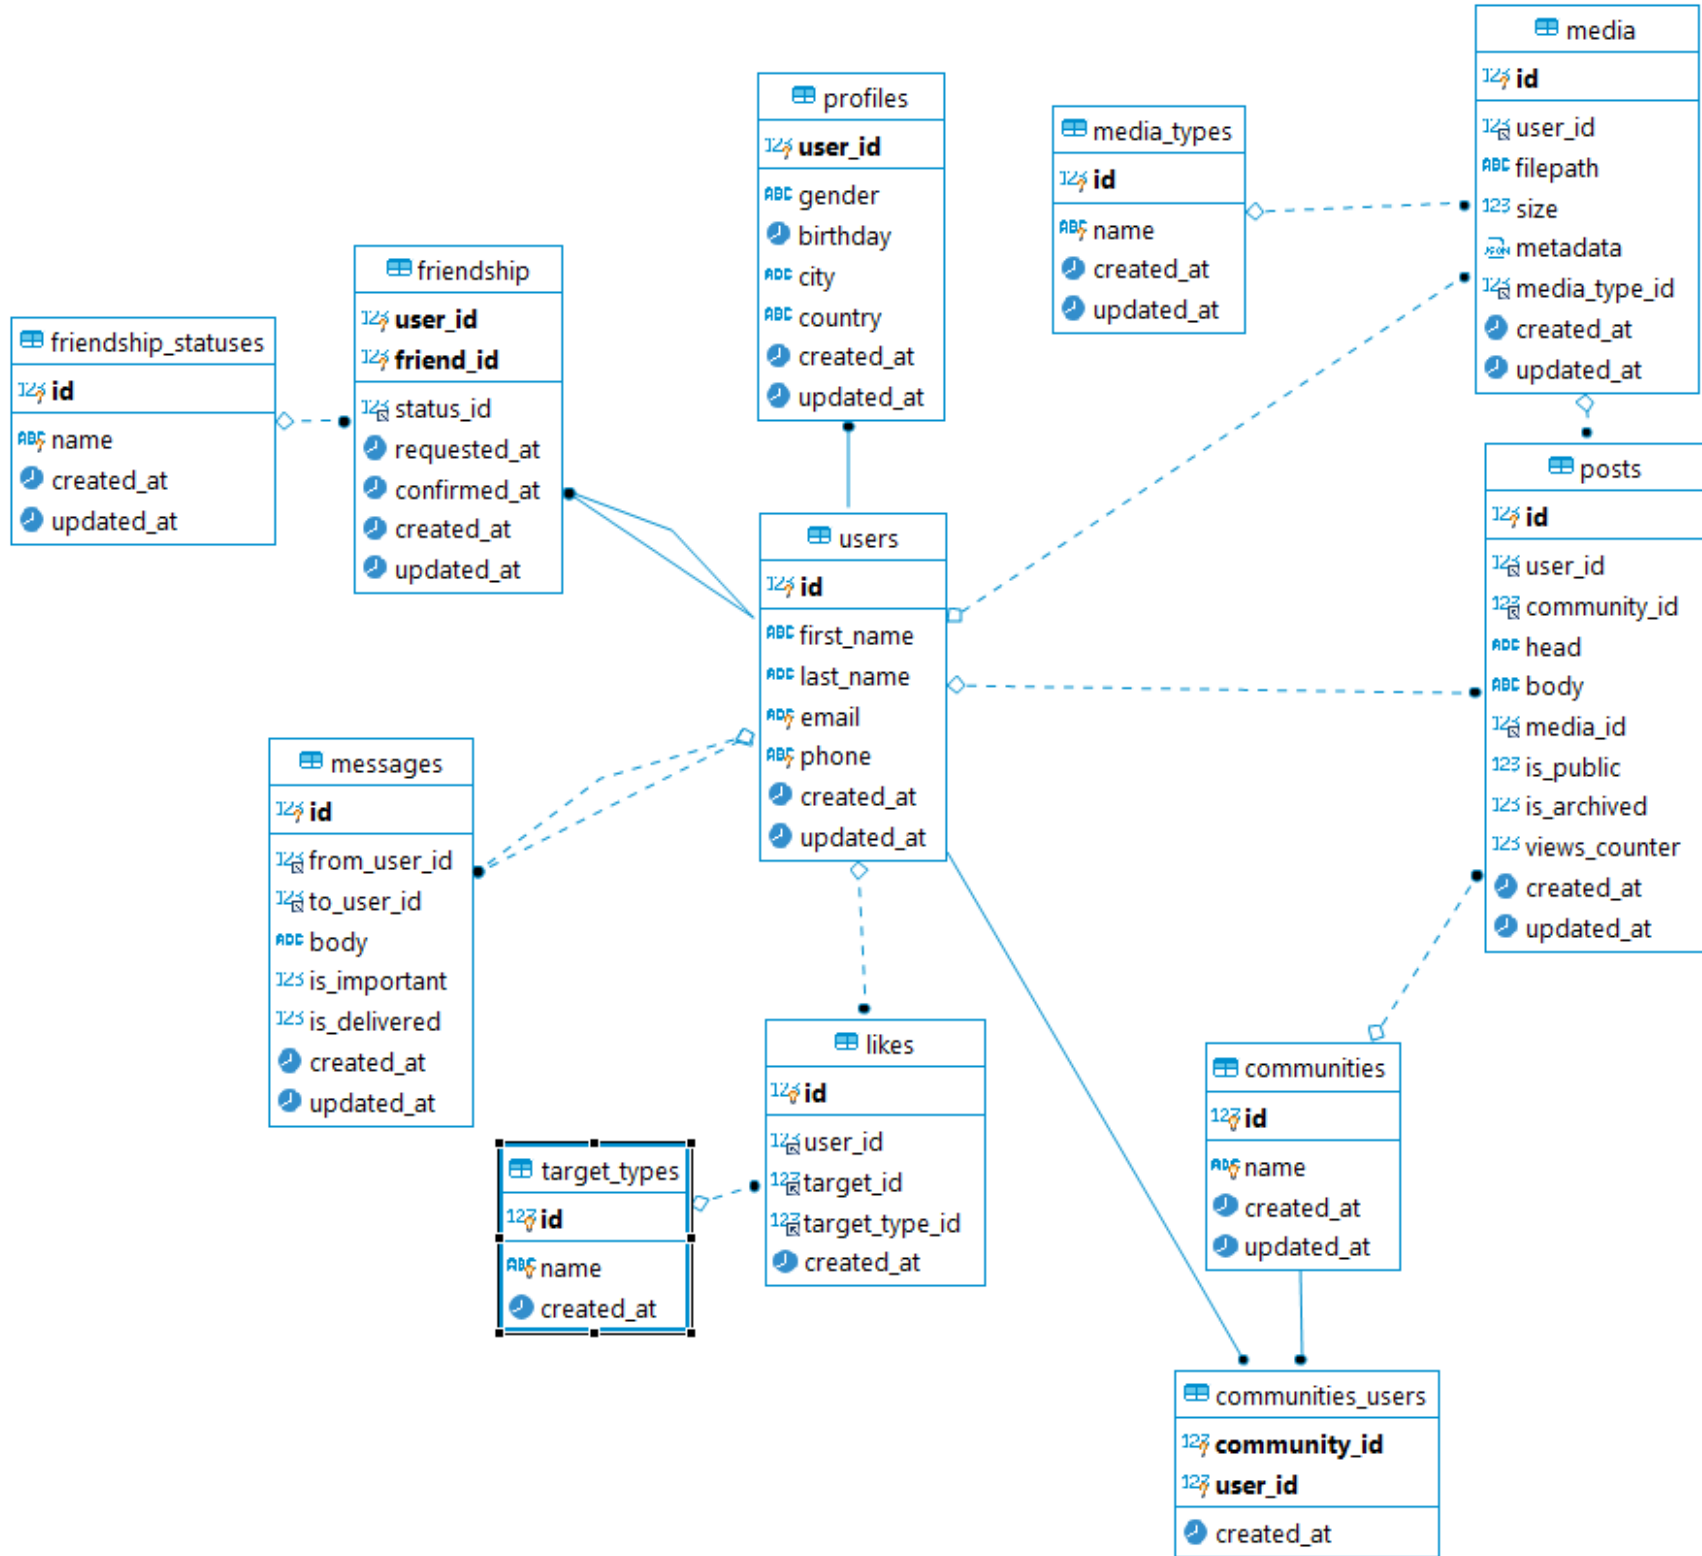 media
id
user_id
filepath
size
metadata
media_type_id
created_at
updated_at
profiles
user_id
gender
birthday
city
country
created_at
updated_at
media_types
id
name
created_at
updated_at
friendship
user_id
friend_id
status_id
requested_at
confirmed_at
created_at
updated_at
friendship_statuses
id
name
created_at
updated_at
posts
id
user_id
community_id
head
body
media_id
is_public
is_archived
views_counter
created_at
updated_at
users
id
first_name
last_name
email
phone
created_at
updated_at
messages
id
from_user_id
to_user_id
body
is_important
is_delivered
created_at
updated_at
likes
id
user_id
target_id
target_type_id
created_at
communities
id
name
created_at
updated_at
target_types
id
name
created_at
communities_users
community_id
user_id
created_at